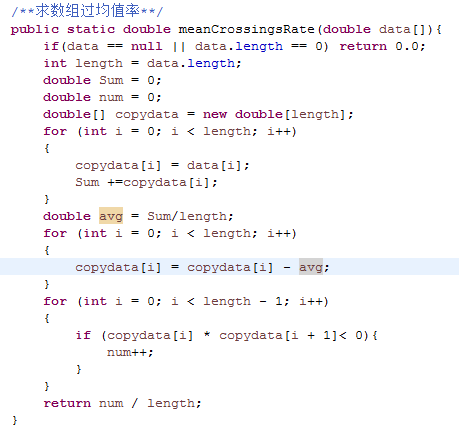 /**求数组过均值率**/
public static double meanCrossingsRate(double data[]){
    if(data == null || data.length == 0) return 0.0;
    int length = data.length;
    double Sum = 0;
    double num = 0;
    double[] copydata = new double[length];
    for (int i = 0; i < length; i++)
    {
        copydata[i] = data[i];
        Sum +=copydata[i];
    }
    double avg = Sum/length;
    for (int i = 0; i < length; i++)
    {
        copydata[i] = copydata[i] - avg;
    }
    for (int i = 0; i < length - 1; i++)
    {
        if (copydata[i] * copydata[i + 1]< 0){
            num++;
        }
    }
    return num / length;
}